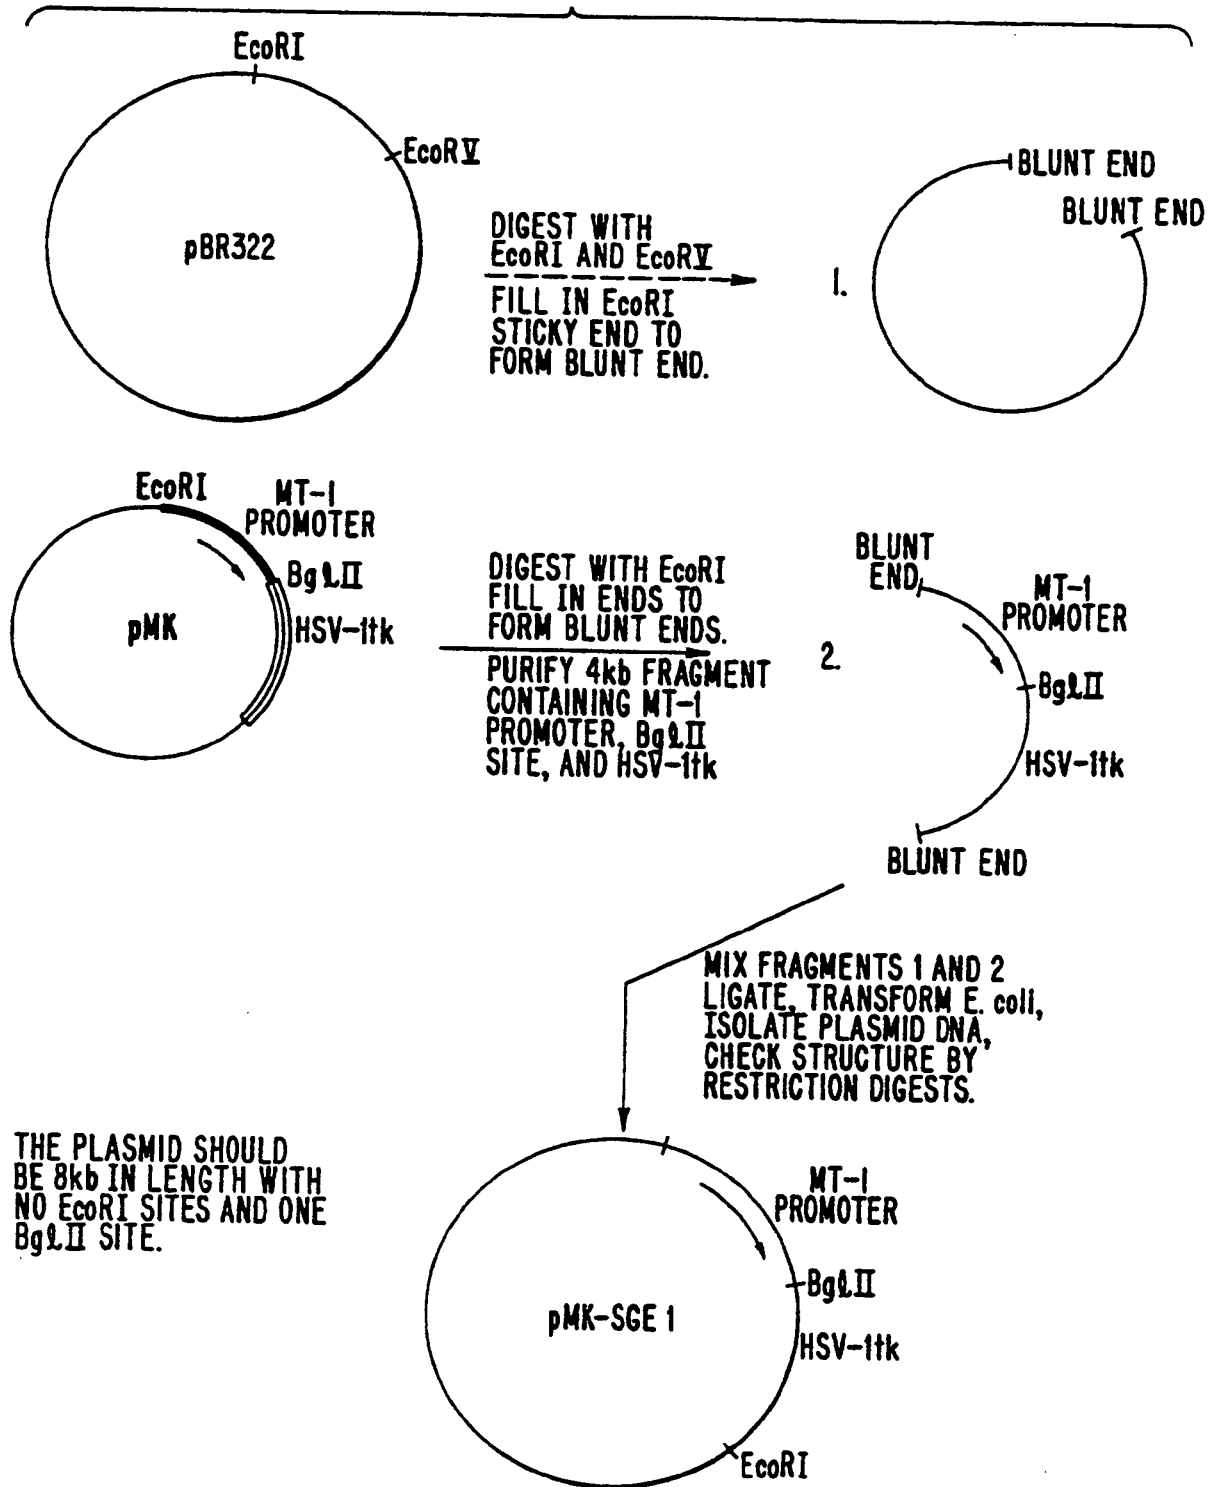 EcoRI
EcoRV
pBR322
DIGEST WITH
EcoRI AND EcoRV
FILL IN EcoRI
STICKY END TO
FORM BLUNT END.
1.
BLUNT END
BLUNT END
EcoRI
MT-1
PROMOTER
BglII
HSV-1tk
pMK
DIGEST WITH EcoRI
FILL IN ENDS TO
FORM BLUNT ENDS.
PURIFY 4kb FRAGMENT
CONTAINING MT-1
PROMOTER, BglII
SITE, AND HSV-1tk
2.
BLUNT
END
MT-1
PROMOTER
BglII
HSV-1tk
BLUNT END
MIX FRAGMENTS 1 AND 2
LIGATE, TRANSFORM E. coli,
ISOLATE PLASMID DNA,
CHECK STRUCTURE BY
RESTRICTION DIGESTS.
THE PLASMID SHOULD
BE 8kb IN LENGTH WITH
NO EcoRI SITES AND ONE
BglII SITE.
MT-1
PROMOTER
BglII
HSV-1tk
pMK-SGE 1
EcoRI